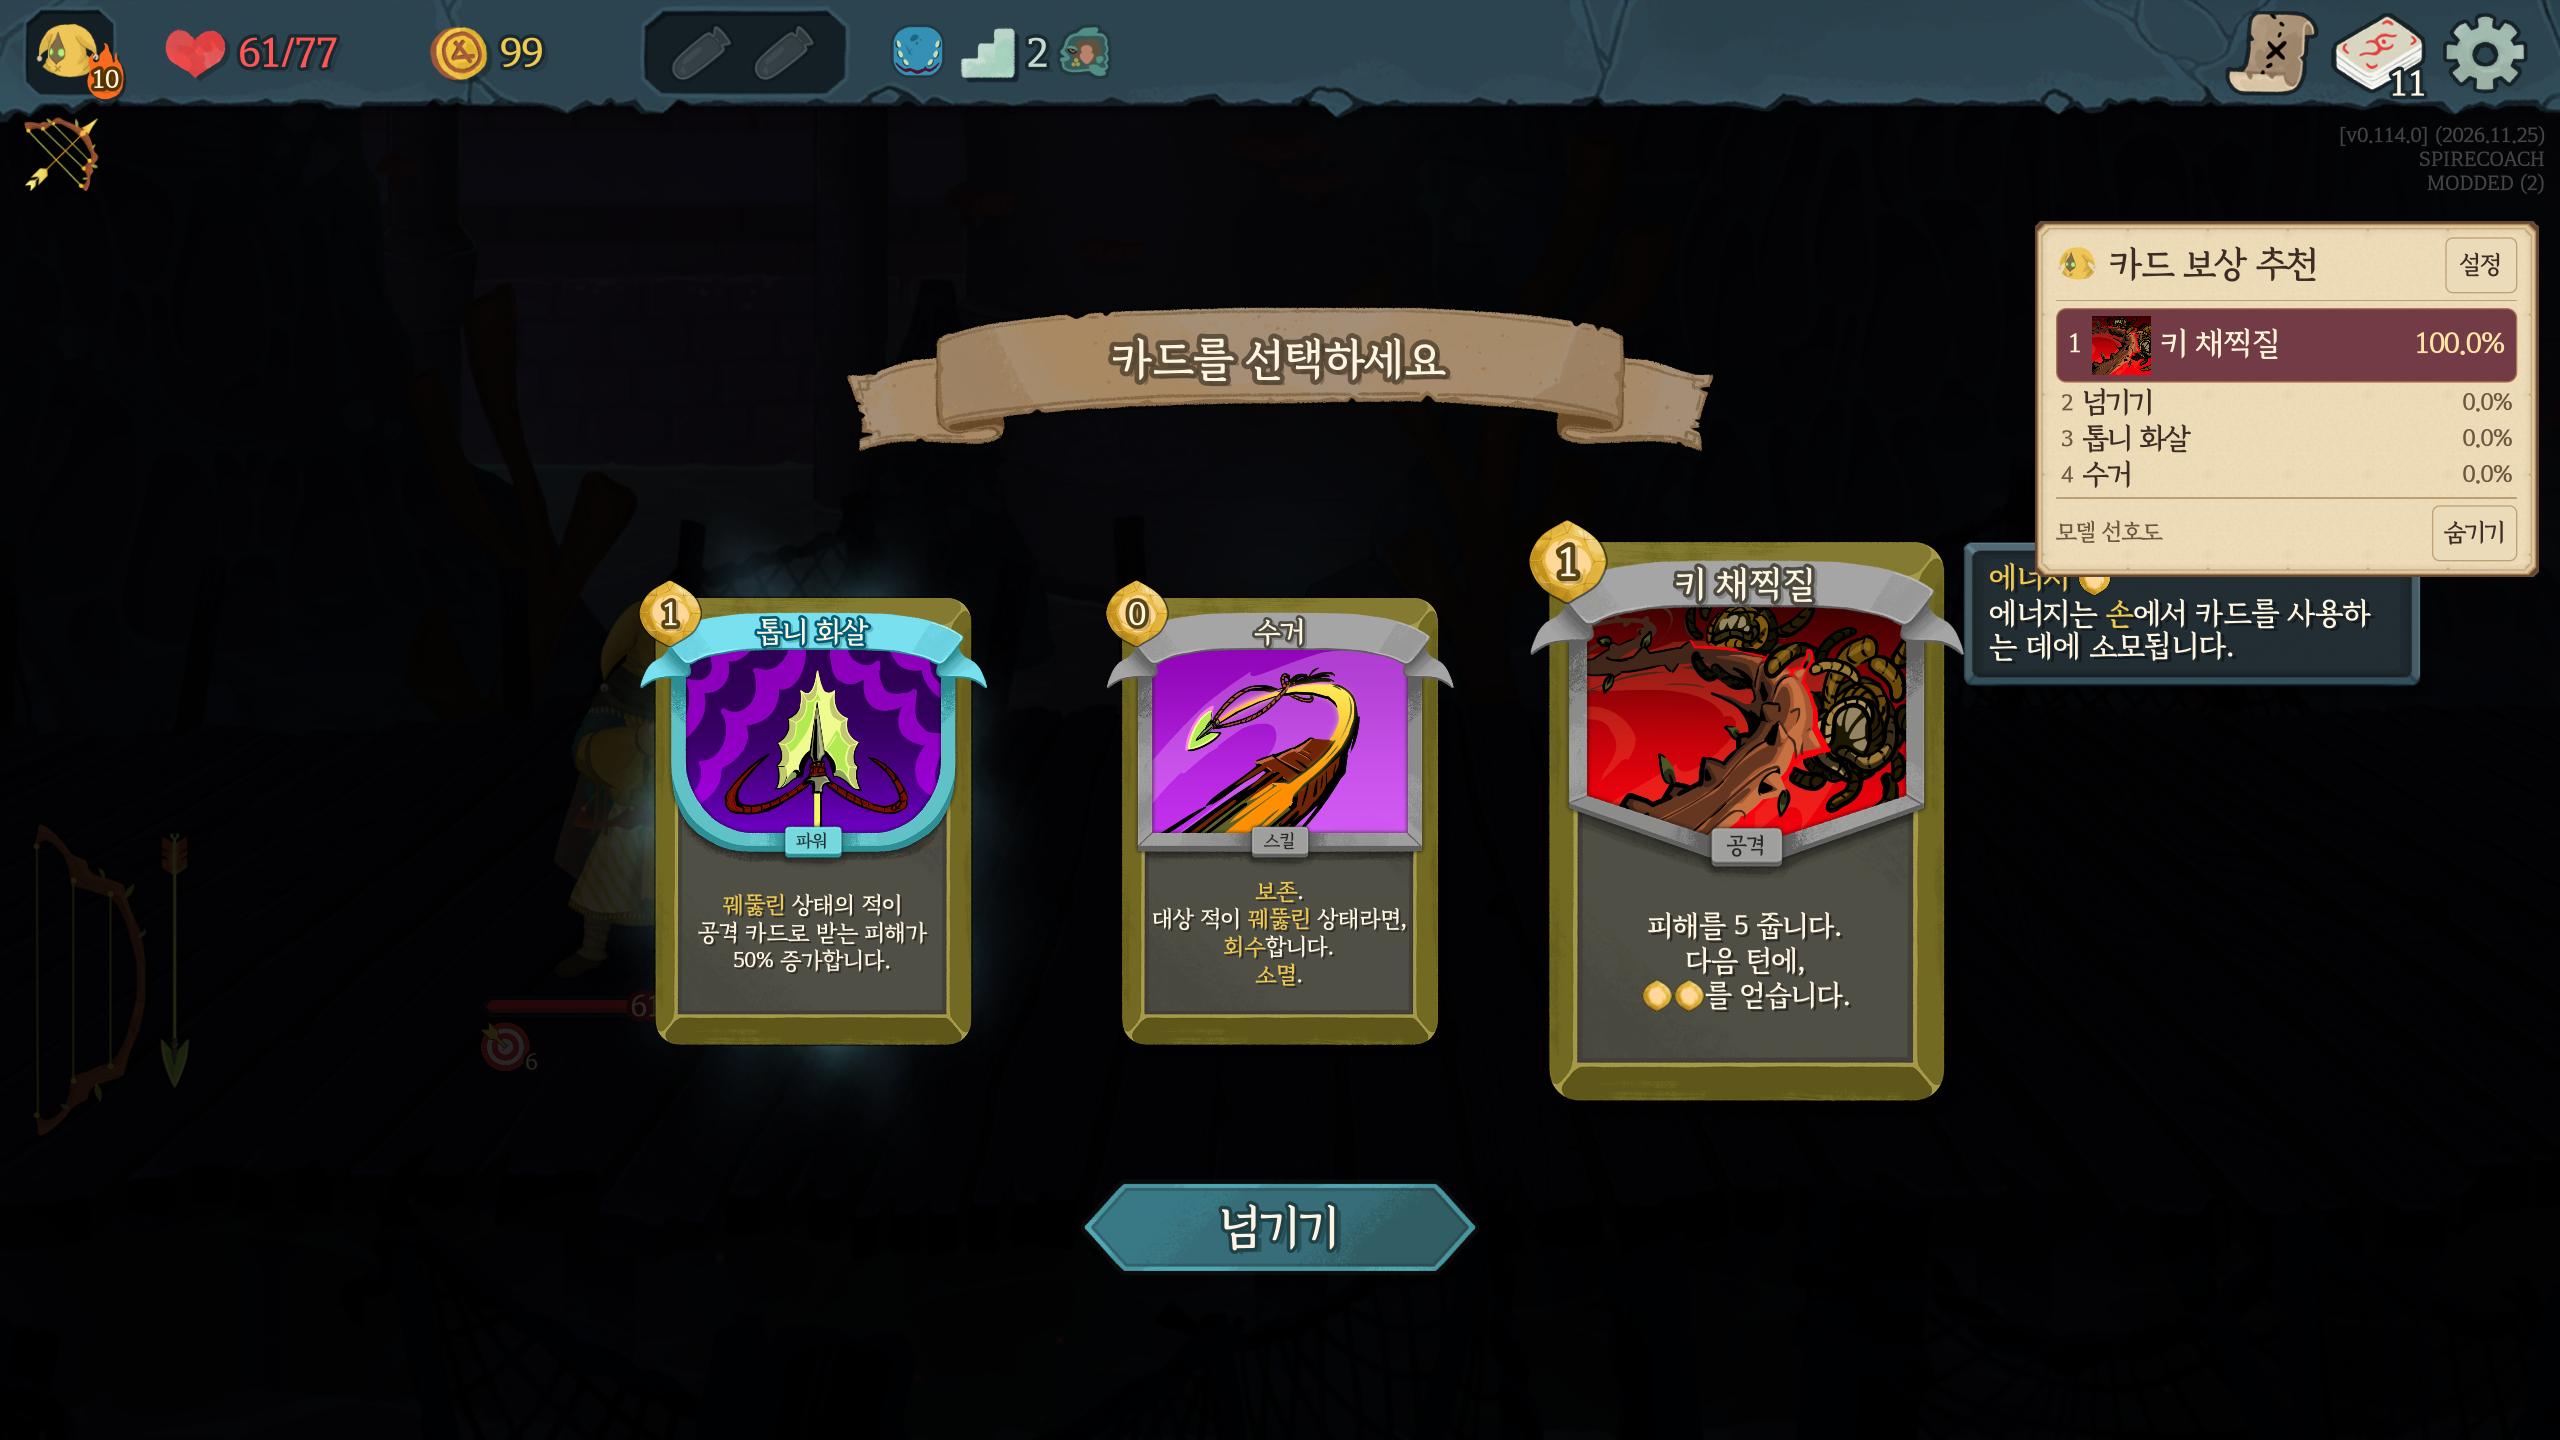 10
61/77
99
2
11
[v0.114.0] (2026.11.25)
SPIRECOACH
MODDED (2)
카드 보상 추천
설정
1 키 채찍질 100.0%
2 넘기기 0.0%
3 톱니 화살 0.0%
4 수거 0.0%
모델 선호도
숨기기
카드를 선택하세요
1
톱니 화살
파워
꿰뚫린 상태의 적이
공격 카드로 받는 피해가
50% 증가합니다.
0
수거
스킬
보존.
대상 적이 꿰뚫린 상태라면,
회수합니다.
소멸.
1
키 채찍질
공격
피해를 5 줍니다.
다음 턴에,
를 얻습니다.
에너지
에너지는 손에서 카드를 사용하
는 데에 소모됩니다.
61
6
넘기기